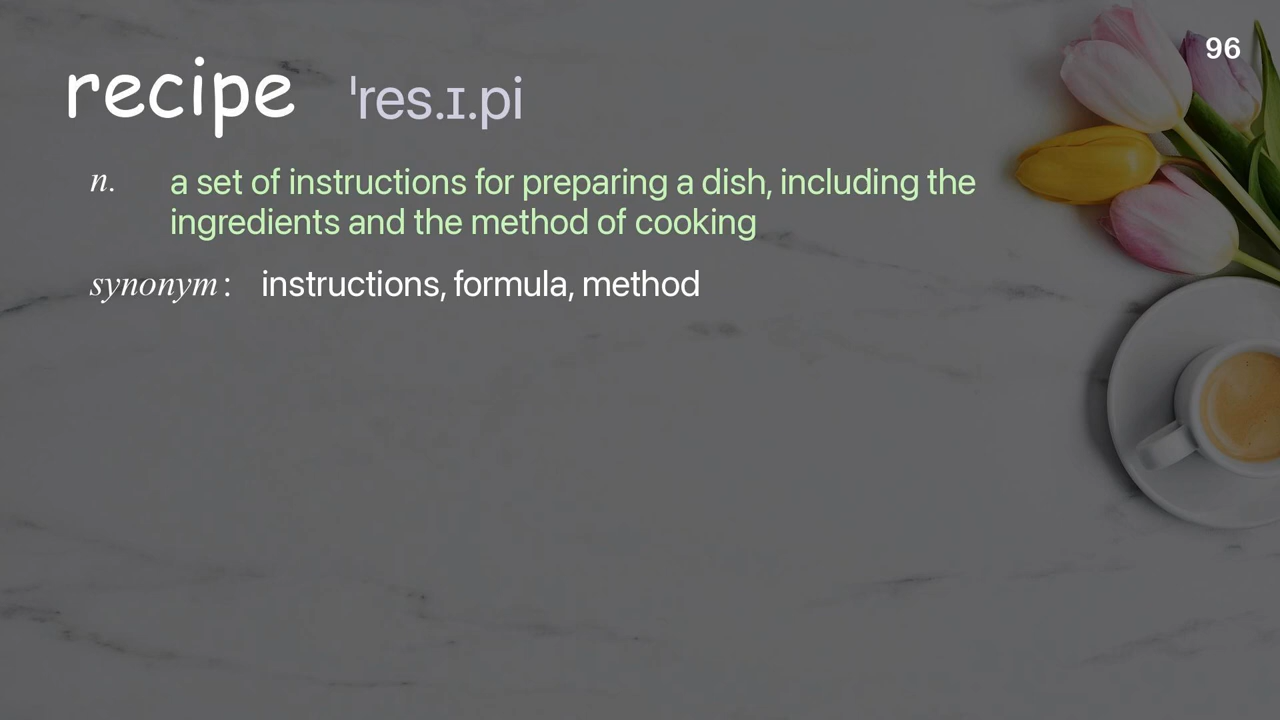 96
recipe ˈres.ɪ.pi
n. a set of instructions for preparing a dish, including the
ingredients and the method of cooking
synonym: instructions, formula, method